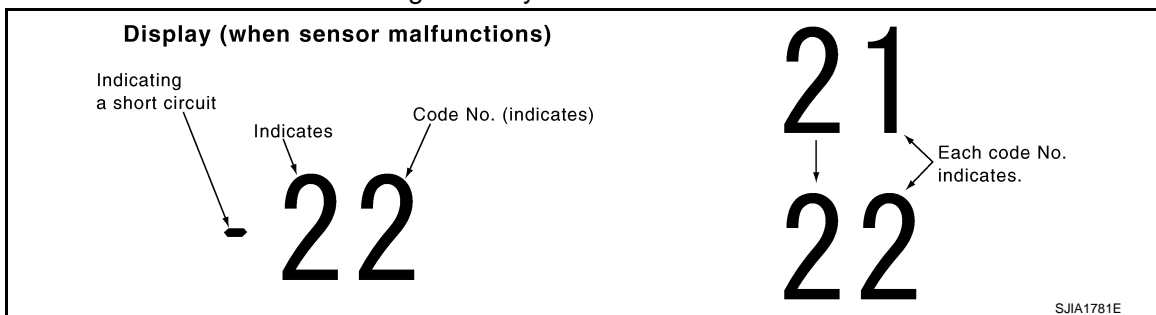 Display (when sensor malfunctions)
Indicating
a short circuit
Indicates
Code No. (indicates)
- 22
21
Each code No.
indicates.
22
SJIA1781E